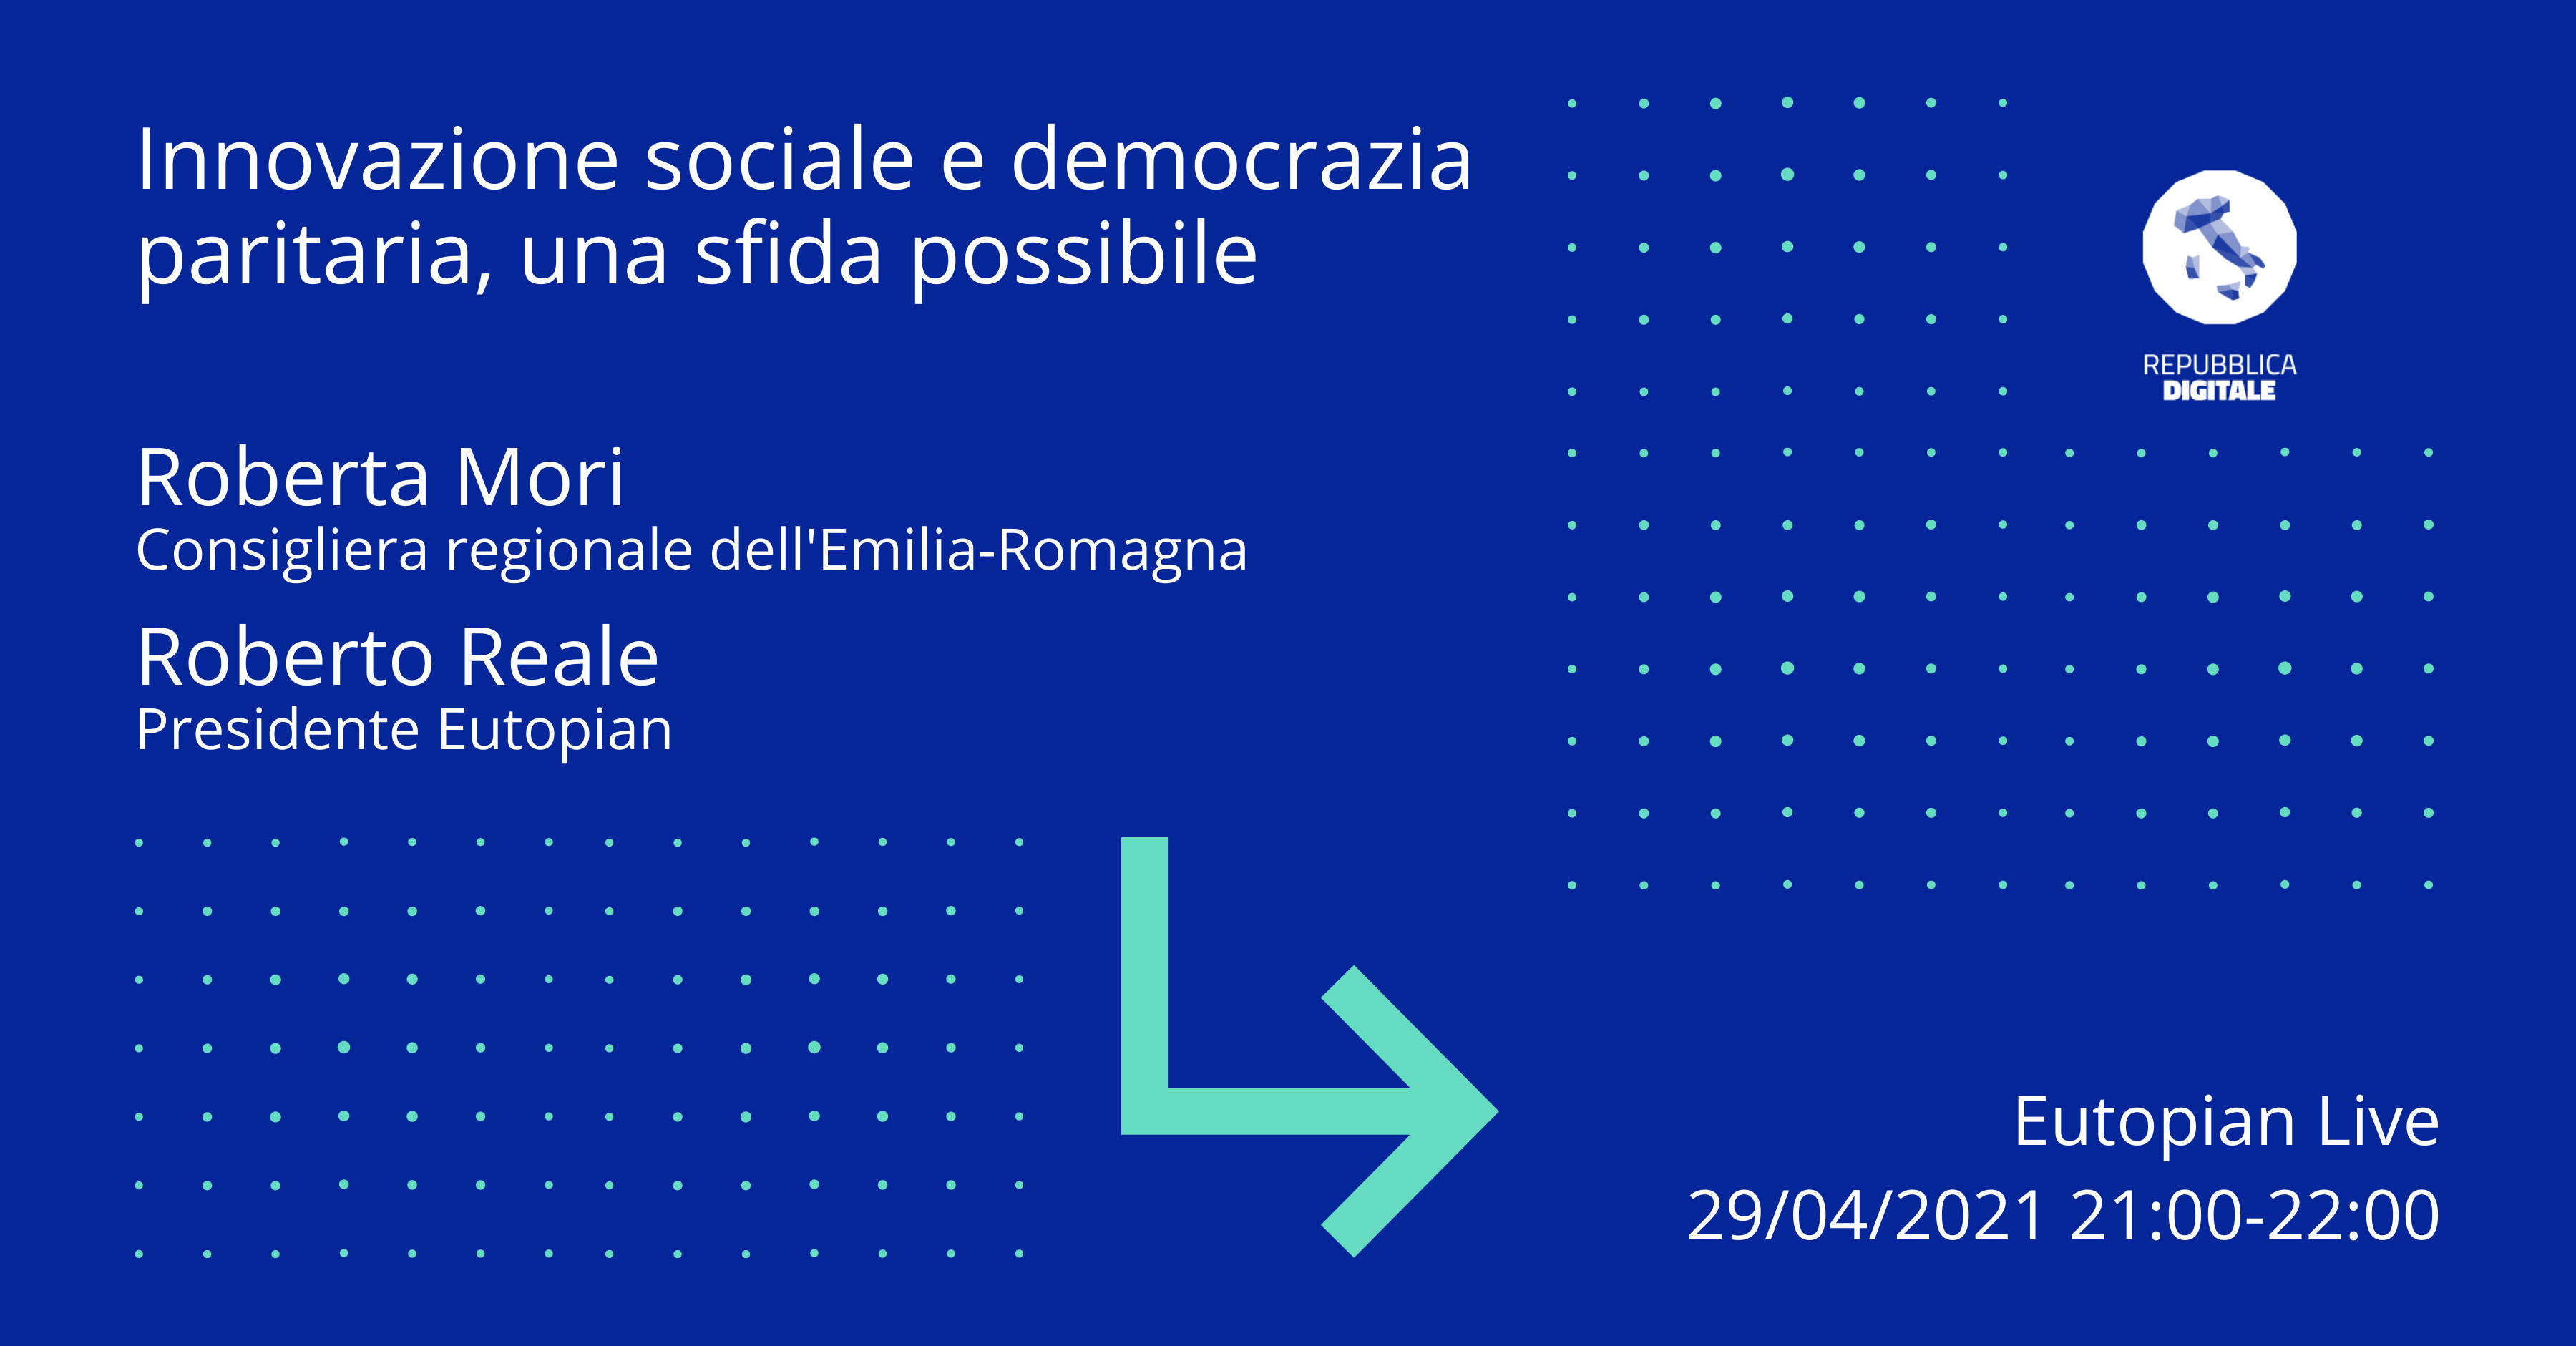 Innovazione sociale e democrazia
paritaria, una sfida possibile
REPUBBLICA
DIGITALE
Roberta Mori
Consigliera regionale dell'Emilia-Romagna
Roberto Reale
Presidente Eutopian
Eutopian Live
29/04/2021 21:00-22:00